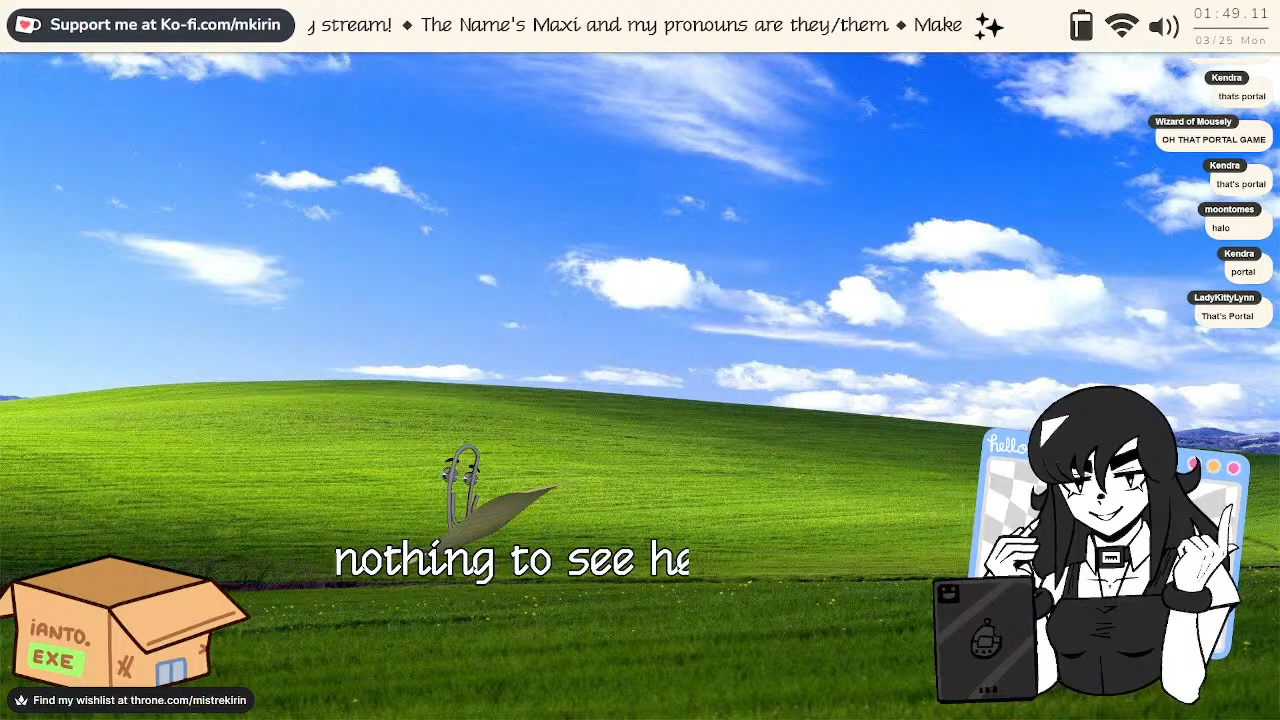 Support me at Ko-fi.com/mkirin
y stream! ◆ The Name's Maxi and my pronouns are they/them ◆ Make
01:49.11
03/25 Mon
Kendra
thats portal
Wizard of Mousely
OH THAT PORTAL GAME
Kendra
that's portal
moontomes
halo
Kendra
portal
LadyKittyLynn
That's Portal
hello
nothing to see he
iANTO.
EXE
Find my wishlist at throne.com/mistrekirin